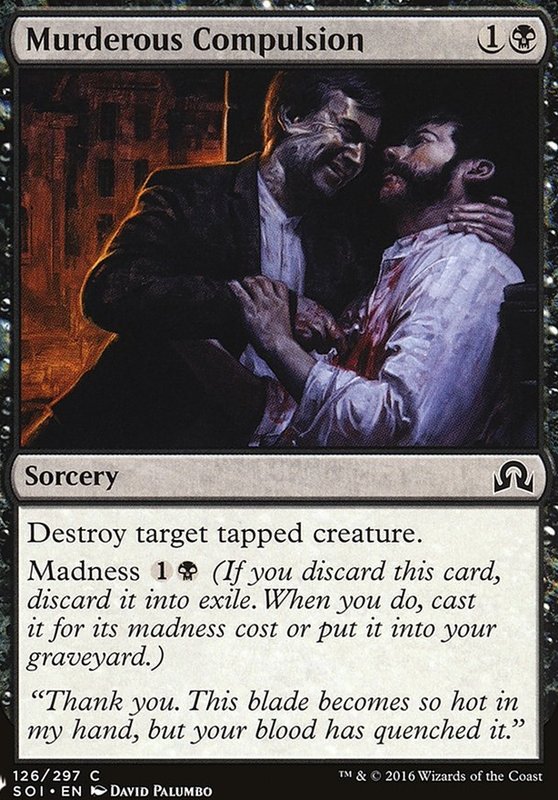 Murderous Compulsion 1
Sorcery
Destroy target tapped creature.
Madness 1 (If you discard this card,
discard it into exile. When you do, cast
it for its madness cost or put it into your
graveyard.)
“Thank you. This blade becomes so hot in
my hand, but your blood has quenched it.”
126/297 C
SOI • EN David Palumbo
™ & © 2016 Wizards of the Coast